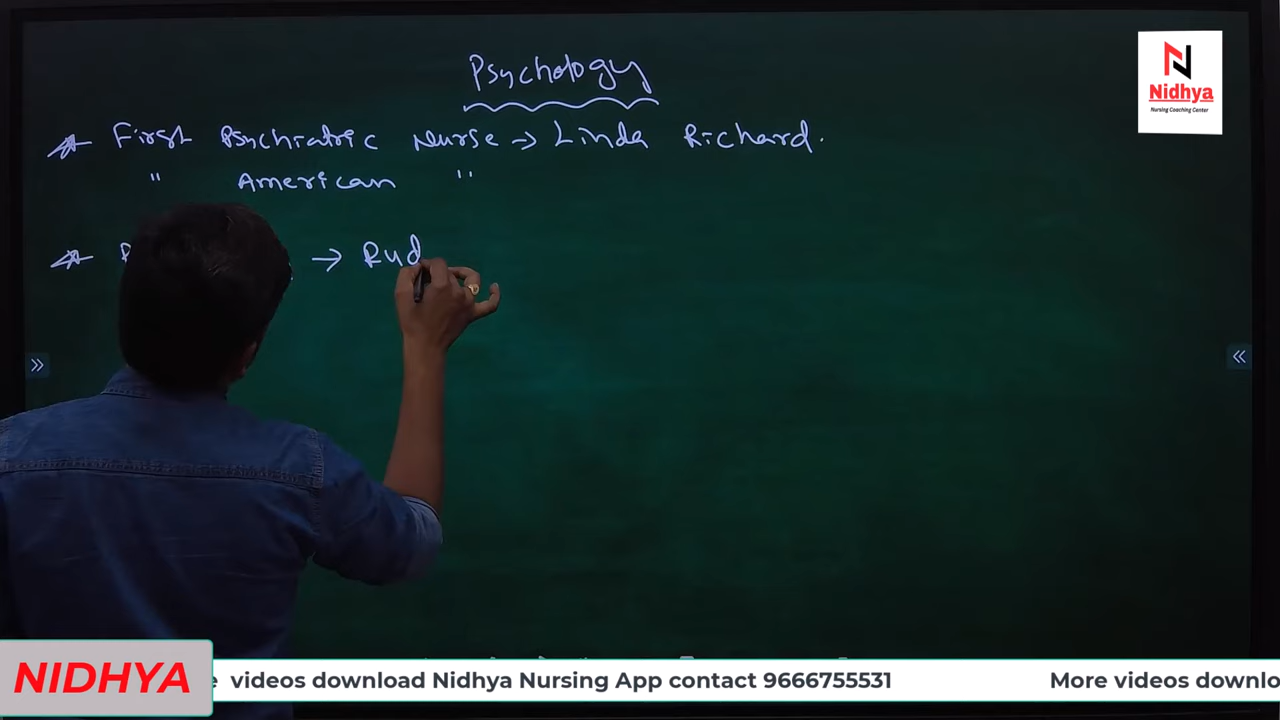 Psychology
N
Nidhya
Nursing Coaching Center
First Psychiatric Nurse → Linda Richard.
" American "
→ Rud
NIDHYA
videos download Nidhya Nursing App contact 9666755531
More videos downlo